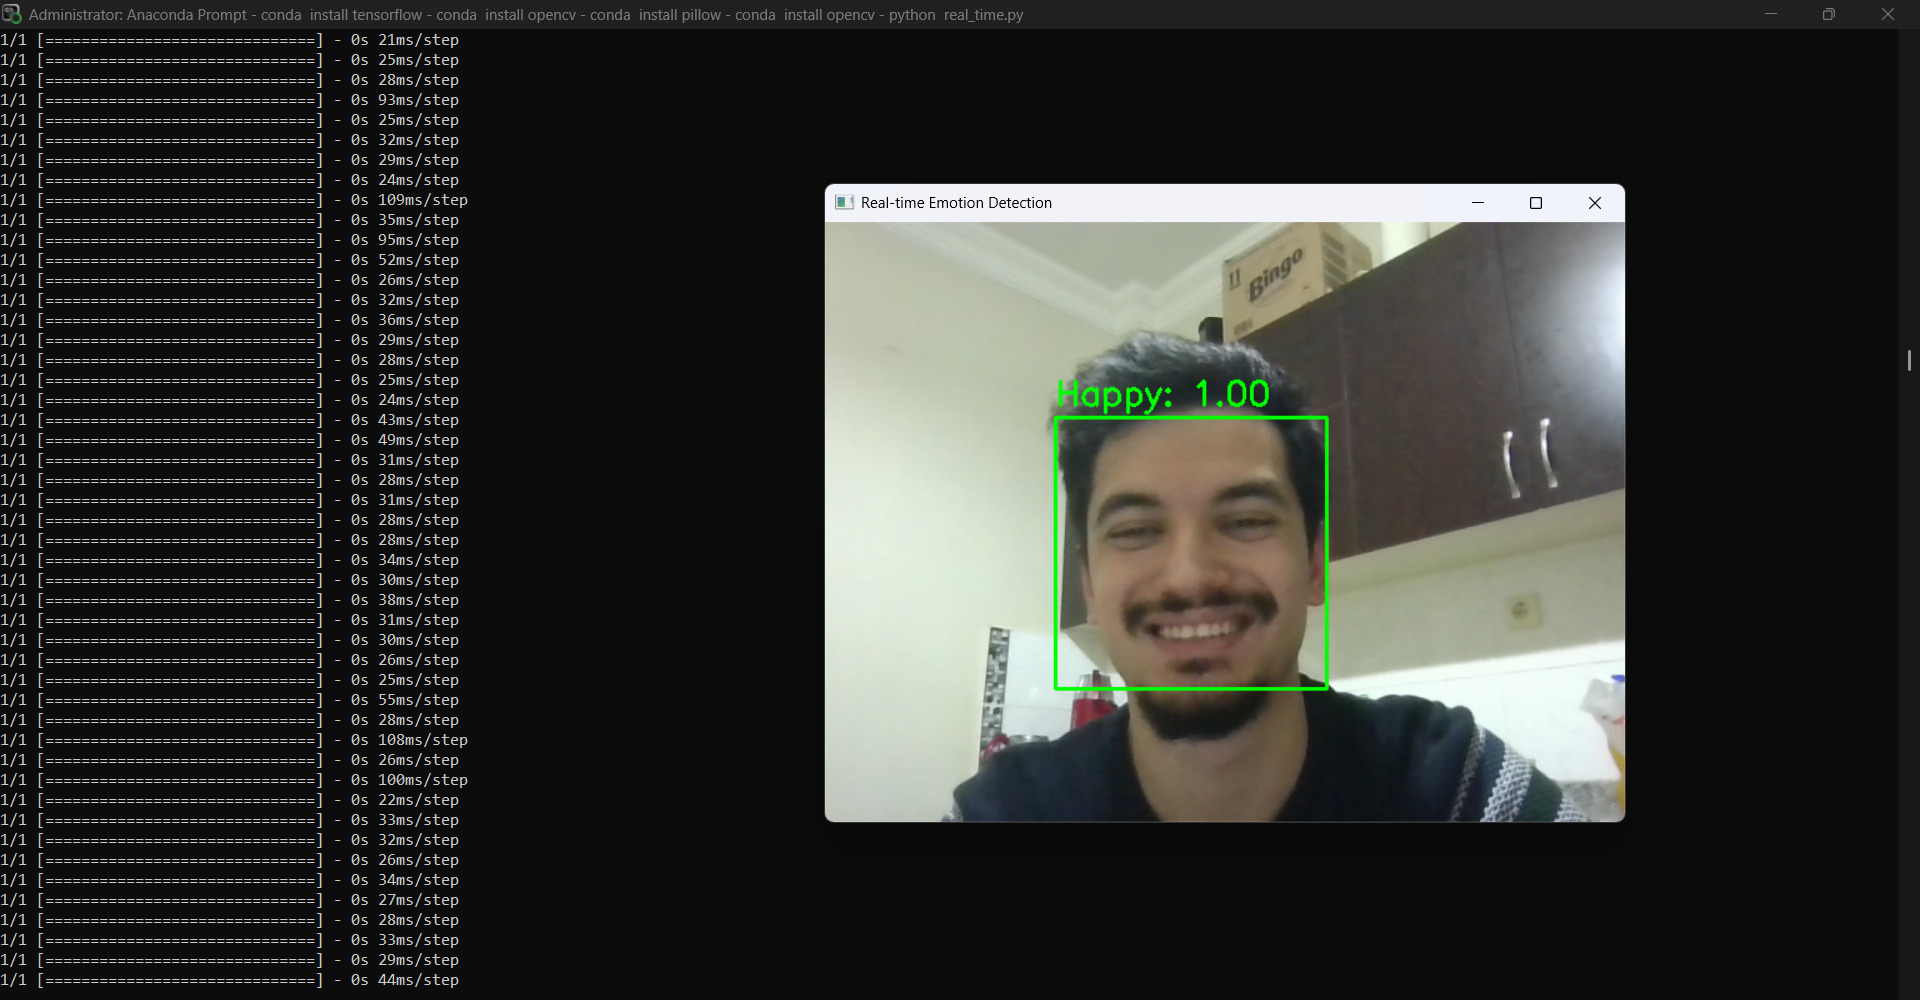 Administrator: Anaconda Prompt - conda  install tensorflow - conda  install opencv - conda  install pillow - conda  install opencv - python  real_time.py
1/1 [==============================] - 0s 21ms/step
1/1 [==============================] - 0s 25ms/step
1/1 [==============================] - 0s 28ms/step
1/1 [==============================] - 0s 93ms/step
1/1 [==============================] - 0s 25ms/step
1/1 [==============================] - 0s 32ms/step
1/1 [==============================] - 0s 29ms/step
1/1 [==============================] - 0s 24ms/step
1/1 [==============================] - 0s 109ms/step
1/1 [==============================] - 0s 35ms/step
1/1 [==============================] - 0s 95ms/step
1/1 [==============================] - 0s 52ms/step
1/1 [==============================] - 0s 26ms/step
1/1 [==============================] - 0s 32ms/step
1/1 [==============================] - 0s 36ms/step
1/1 [==============================] - 0s 29ms/step
1/1 [==============================] - 0s 28ms/step
1/1 [==============================] - 0s 25ms/step
1/1 [==============================] - 0s 24ms/step
1/1 [==============================] - 0s 43ms/step
1/1 [==============================] - 0s 49ms/step
1/1 [==============================] - 0s 31ms/step
1/1 [==============================] - 0s 28ms/step
1/1 [==============================] - 0s 31ms/step
1/1 [==============================] - 0s 28ms/step
1/1 [==============================] - 0s 28ms/step
1/1 [==============================] - 0s 34ms/step
1/1 [==============================] - 0s 30ms/step
1/1 [==============================] - 0s 38ms/step
1/1 [==============================] - 0s 31ms/step
1/1 [==============================] - 0s 30ms/step
1/1 [==============================] - 0s 26ms/step
1/1 [==============================] - 0s 25ms/step
1/1 [==============================] - 0s 55ms/step
1/1 [==============================] - 0s 28ms/step
1/1 [==============================] - 0s 108ms/step
1/1 [==============================] - 0s 26ms/step
1/1 [==============================] - 0s 100ms/step
1/1 [==============================] - 0s 22ms/step
1/1 [==============================] - 0s 33ms/step
1/1 [==============================] - 0s 32ms/step
1/1 [==============================] - 0s 26ms/step
1/1 [==============================] - 0s 34ms/step
1/1 [==============================] - 0s 27ms/step
1/1 [==============================] - 0s 28ms/step
1/1 [==============================] - 0s 33ms/step
1/1 [==============================] - 0s 29ms/step
1/1 [==============================] - 0s 44ms/step
Real-time Emotion Detection
Bingo
Happy: 1.00